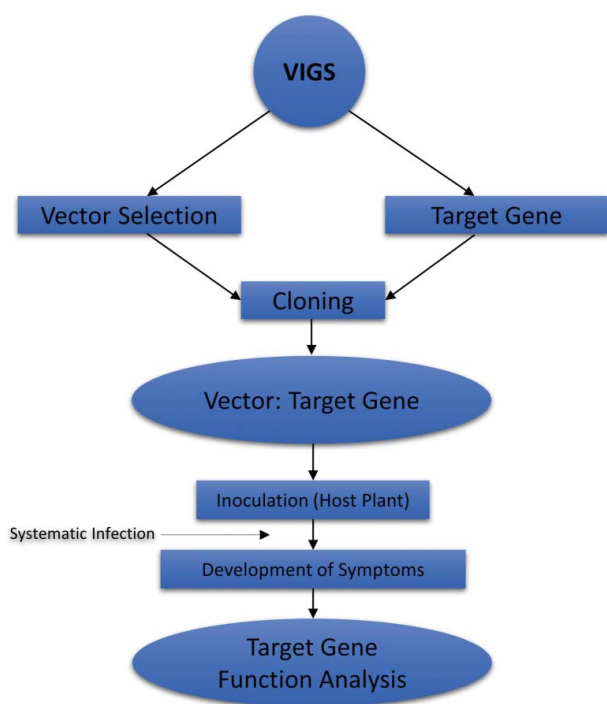 VIGS
Vector Selection
Target Gene
Cloning
Vector: Target Gene
Inoculation (Host Plant)
Systematic Infection
Development of Symptoms
Target Gene
Function Analysis